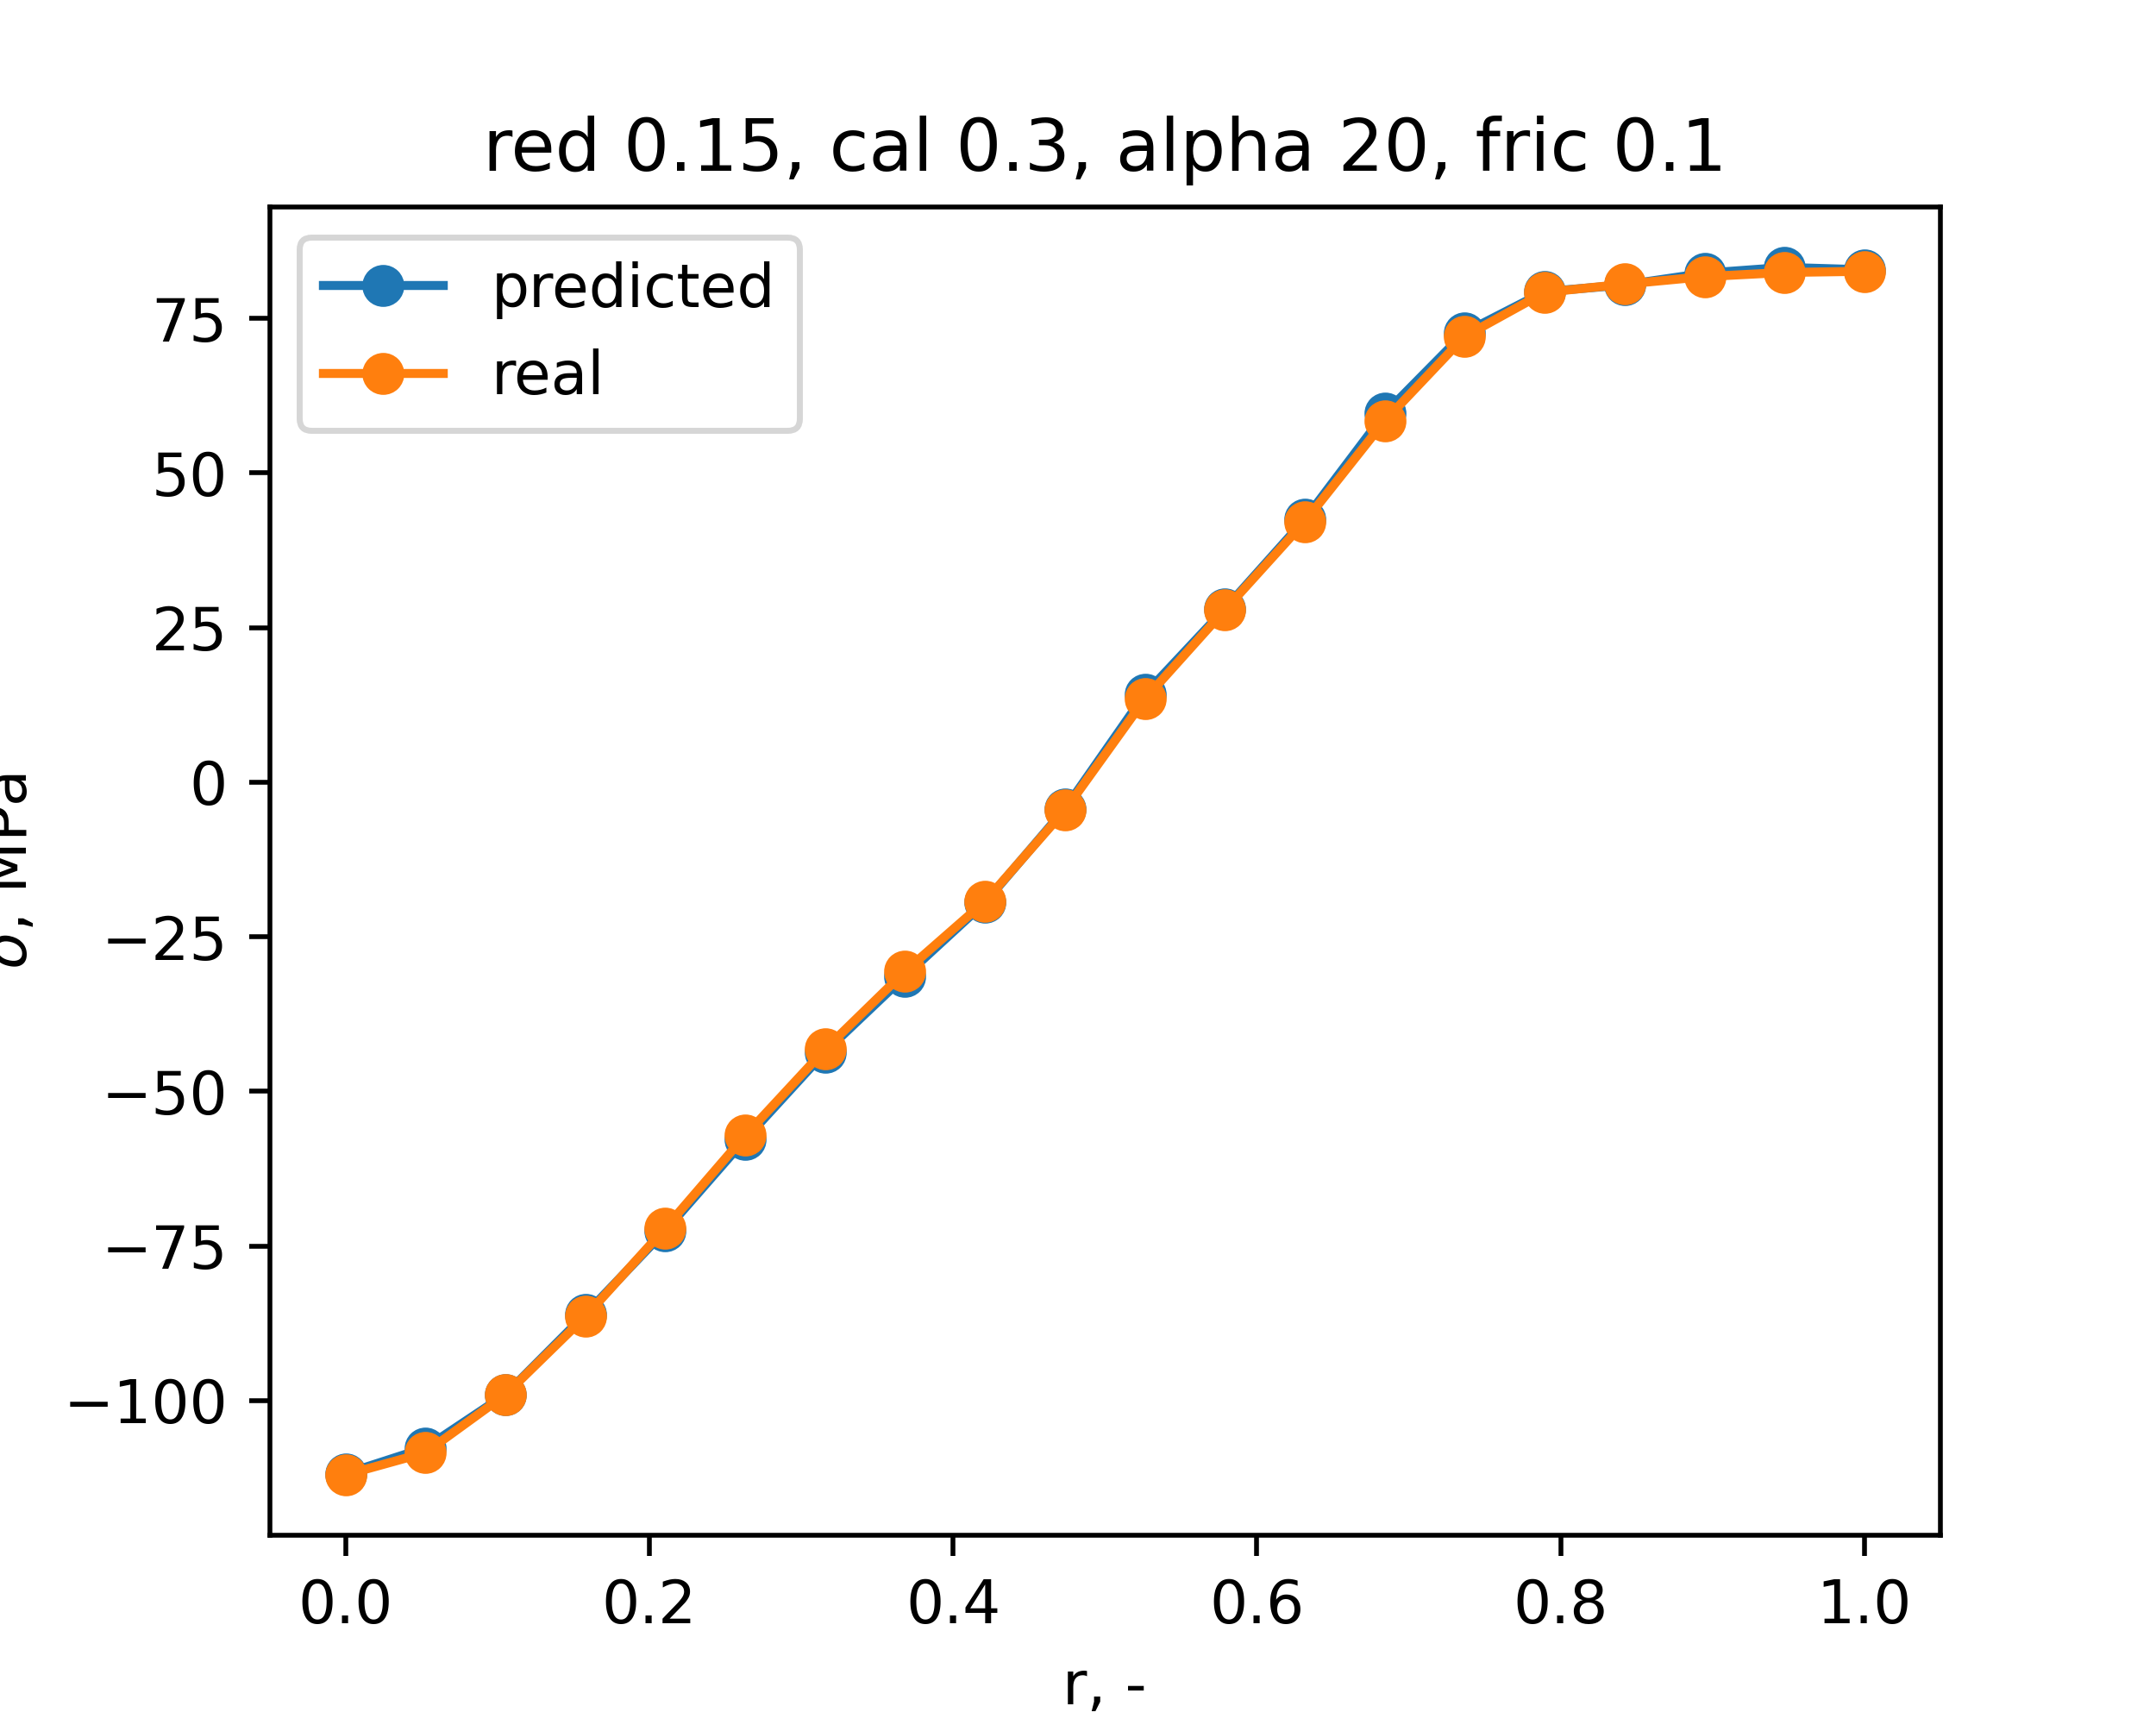 red 0.15, cal 0.3, alpha 20, fric 0.1
predicted
real
75
50
25
0
−25
−50
−75
−100
σ, MPa
0.0 0.2 0.4 0.6 0.8 1.0
r, -